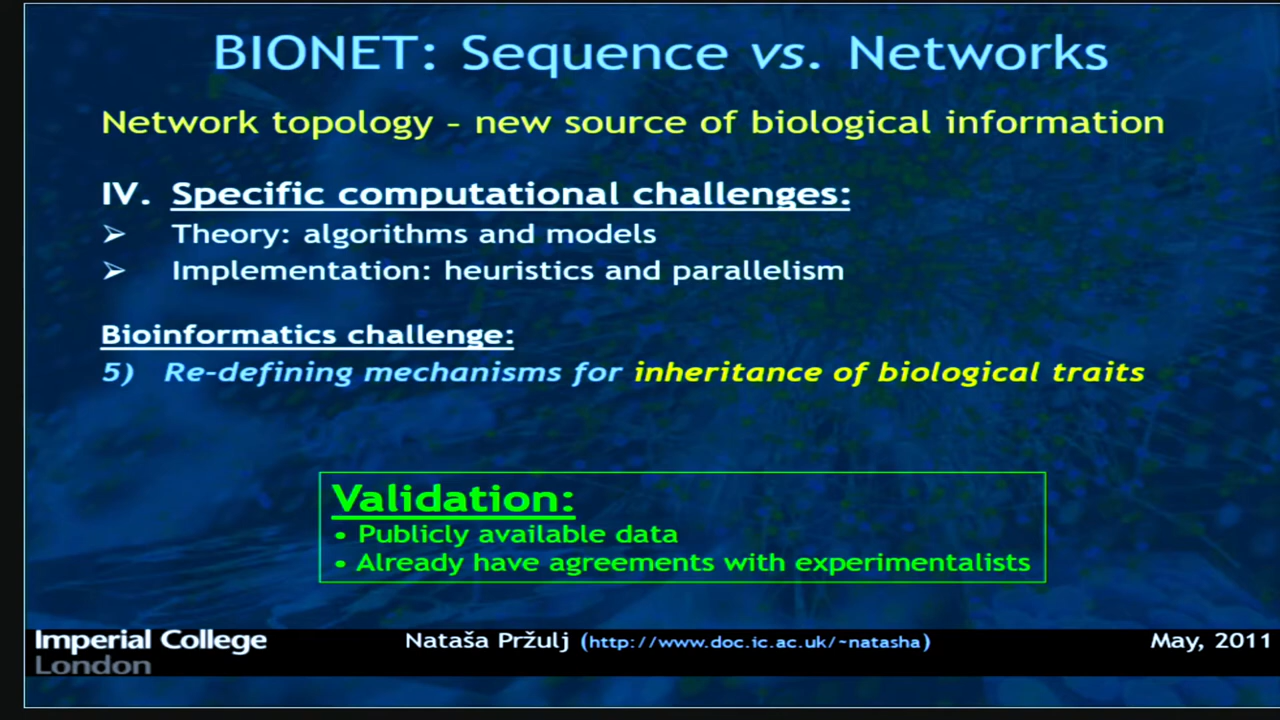 BIONET: Sequence vs. Networks
Network topology – new source of biological information
IV. Specific computational challenges:
➢ Theory: algorithms and models
➢ Implementation: heuristics and parallelism
Bioinformatics challenge:
5) Re-defining mechanisms for inheritance of biological traits
Validation:
• Publicly available data
• Already have agreements with experimentalists
Imperial College
London
Nataša Pržulj (http://www.doc.ic.ac.uk/~natasha)
May, 2011